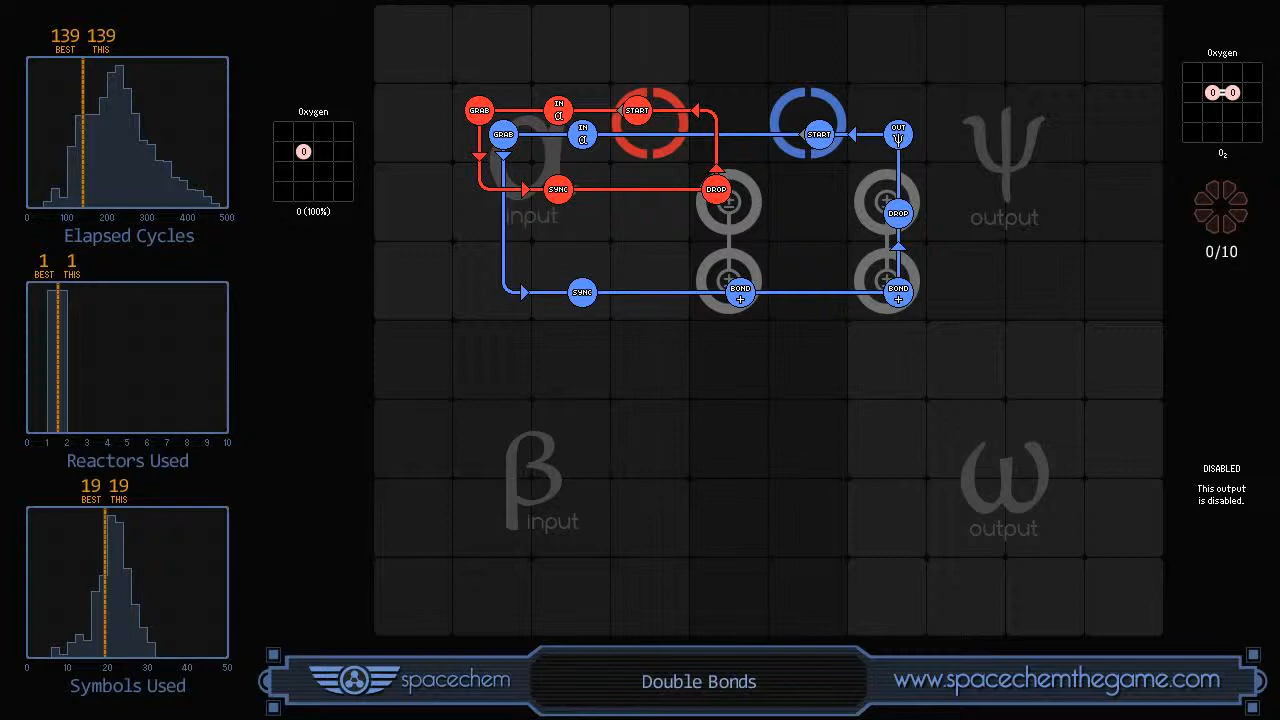 139 139
BEST THIS
0 100 200 300 400 500
Elapsed Cycles
1 1
BEST THIS
0 1 2 3 4 5 6 7 8 9 10
Reactors Used
19 19
BEST THIS
0 10 20 30 40 50
Symbols Used
Oxygen
O
O (100%)
GRAB
IN
α
START
GRAB
IN
α
START
OUT
Ψ
SYNC
DROP
DROP
SYNC
BOND
+
BOND
+
α
input
ψ
output
β
input
ω
output
Oxygen
O=O
O₂
0/10
DISABLED
This output
is disabled.
spacechem
Double Bonds
www.spacechemthegame.com